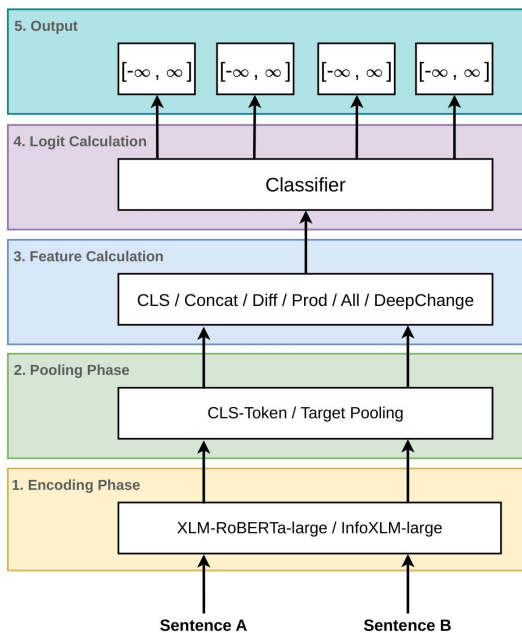 5. Output
[-∞ , ∞] [-∞ , ∞] [-∞ , ∞] [-∞ , ∞]
4. Logit Calculation
Classifier
3. Feature Calculation
CLS / Concat / Diff / Prod / All / DeepChange
2. Pooling Phase
CLS-Token / Target Pooling
1. Encoding Phase
XLM-RoBERTa-large / InfoXLM-large
Sentence A Sentence B